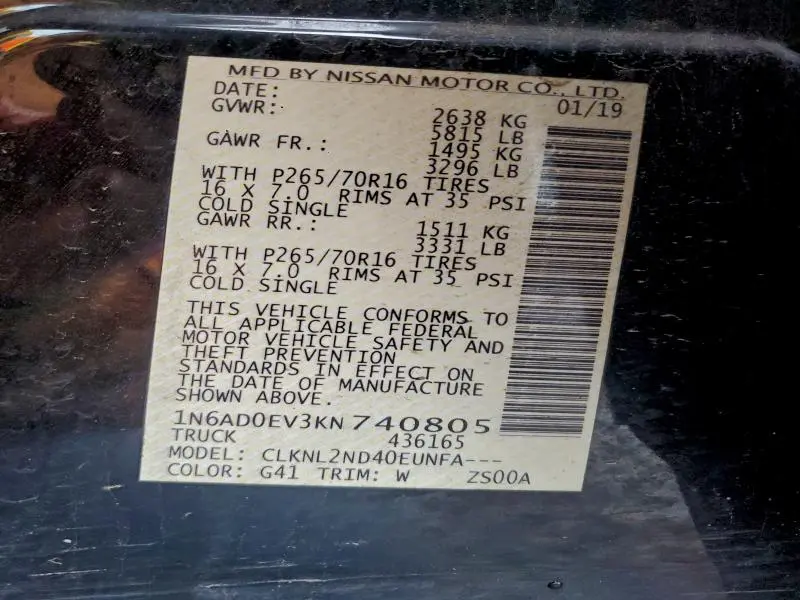 MFD BY NISSAN MOTOR CO., LTD.
DATE: 01/19
GVWR: 2638 KG
5815 LB
GAWR FR.: 1495 KG
3296 LB
WITH P265/70R16 TIRES
16 X 7.0 RIMS AT 35 PSI
COLD SINGLE
GAWR RR.: 1511 KG
3331 LB
WITH P265/70R16 TIRES
16 X 7.0 RIMS AT 35 PSI
COLD SINGLE
THIS VEHICLE CONFORMS TO
ALL APPLICABLE FEDERAL
MOTOR VEHICLE SAFETY AND
THEFT PREVENTION
STANDARDS IN EFFECT ON
THE DATE OF MANUFACTURE
SHOWN ABOVE.
1N6AD0EV3KN740805
TRUCK 436165
MODEL: CLKNL2ND40EUNFA---
COLOR: G41 TRIM: W ZS00A